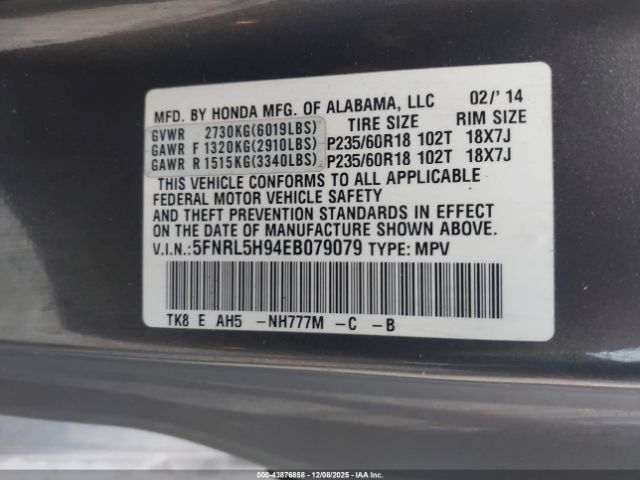 MFD. BY HONDA MFG. OF ALABAMA, LLC 02/' 14
TIRE SIZE RIM SIZE
GVWR 2730KG(6019LBS)
GAWR F 1320KG(2910LBS) P235/60R18 102T 18X7J
GAWR R 1515KG(3340LBS) P235/60R18 102T 18X7J
THIS VEHICLE CONFORMS TO ALL APPLICABLE
FEDERAL MOTOR VEHICLE SAFETY
AND THEFT PREVENTION STANDARDS IN EFFECT
ON THE DATE OF MANUFACTURE SHOWN ABOVE.
V.I.N.: 5FNRL5H94EB079079 TYPE: MPV
TK8 E AH5 -NH777M -C -B
000-43876858 - 12/08/2025 - IAAI.COM